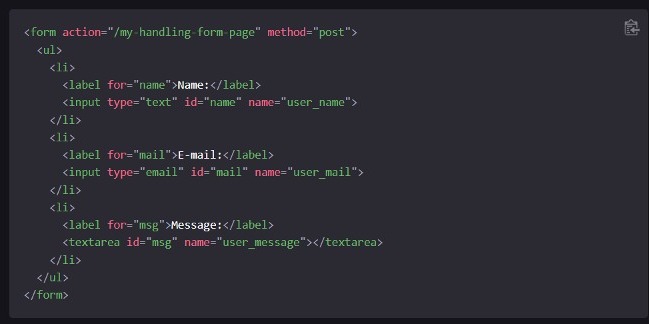 <form action="/my-handling-form-page" method="post">
  <ul>
    <li>
      <label for="name">Name:</label>
      <input type="text" id="name" name="user_name">
    </li>
    <li>
      <label for="mail">E-mail:</label>
      <input type="email" id="mail" name="user_mail">
    </li>
    <li>
      <label for="msg">Message:</label>
      <textarea id="msg" name="user_message"></textarea>
    </li>
  </ul>
</form>